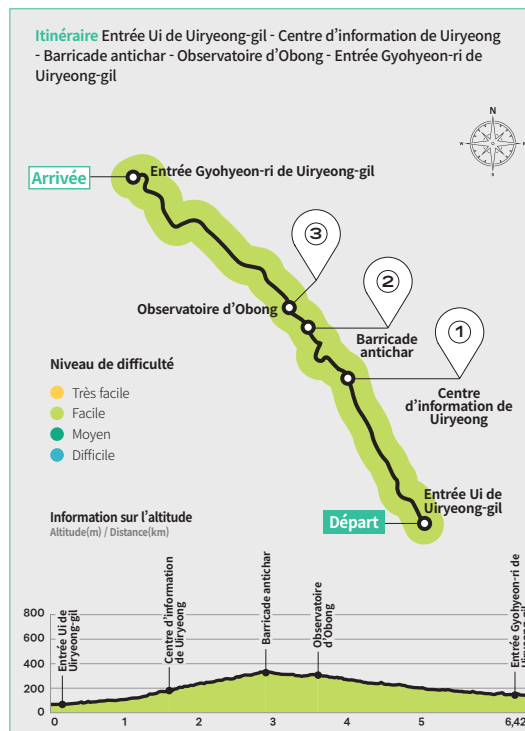 Itinéraire Entrée Ui de Uiryeong-gil - Centre d'information de Uiryeong
- Barricade antichar - Observatoire d'Obong - Entrée Gyohyeon-ri de
Uiryeong-gil
N
W
E
S
Arrivée
Entrée Gyohyeon-ri de Uiryeong-gil
3
2
1
Observatoire d'Obong
Barricade
antichar
Centre
d'information de
Uiryeong
Niveau de difficulté
Très facile
Facile
Moyen
Difficile
Entrée Ui de
Uiryeong-gil
Départ
Information sur l'altitude
Altitude(m) / Distance(km)
800
600
400
200
0
Entrée Ui de
Uiryeong-gil
Centre d'information
de Uiryeong
Barricade antichar
Observatoire
d'Obong
Entrée Gyohyeon-ri de
Uiryeong-gil
1
2
3
4
5
6,42